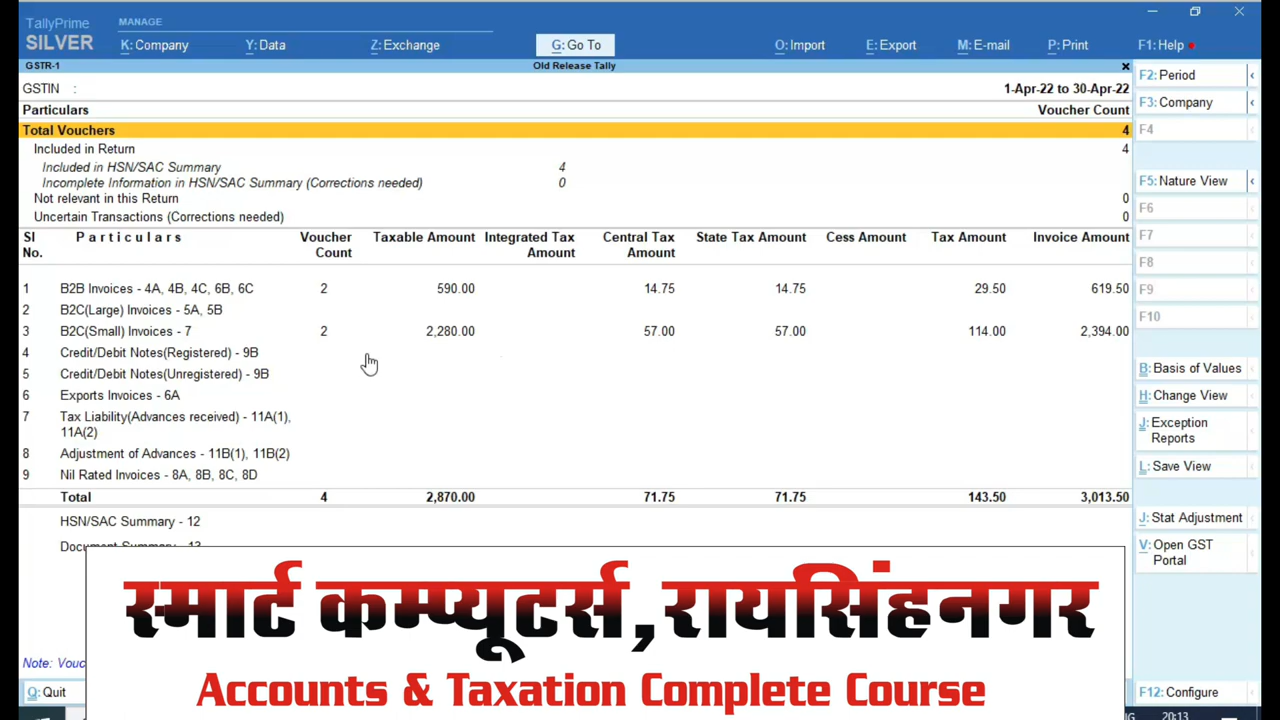 TallyPrime MANAGE
SILVER K: Company Y: Data Z: Exchange G: Go To O: Import E: Export M: E-mail P: Print F1: Help
GSTR-1 Old Release Tally
GSTIN : 1-Apr-22 to 30-Apr-22
Particulars Voucher Count
Total Vouchers 4
Included in Return 4
Included in HSN/SAC Summary 4
Incomplete Information in HSN/SAC Summary (Corrections needed) 0
Not relevant in this Return 0
Uncertain Transactions (Corrections needed) 0
Sl Particulars Voucher Taxable Amount Integrated Tax Central Tax State Tax Amount Cess Amount Tax Amount Invoice Amount
No. Count Amount Amount
1 B2B Invoices - 4A, 4B, 4C, 6B, 6C 2 590.00 14.75 14.75 29.50 619.50
2 B2C(Large) Invoices - 5A, 5B
3 B2C(Small) Invoices - 7 2 2,280.00 57.00 57.00 114.00 2,394.00
4 Credit/Debit Notes(Registered) - 9B
5 Credit/Debit Notes(Unregistered) - 9B
6 Exports Invoices - 6A
7 Tax Liability(Advances received) - 11A(1),
11A(2)
8 Adjustment of Advances - 11B(1), 11B(2)
9 Nil Rated Invoices - 8A, 8B, 8C, 8D
Total 4 2,870.00 71.75 71.75 143.50 3,013.50
HSN/SAC Summary - 12
Document Summary - 13
Note: Vouc
Q: Quit
F2: Period
F3: Company
F4
F5: Nature View
F6
F7
F8
F9
F10
B: Basis of Values
H: Change View
J: Exception
Reports
L: Save View
J: Stat Adjustment
V: Open GST
Portal
F12: Configure
स्मार्ट कम्प्यूटर्स,रायसिंहनगर
Accounts & Taxation Complete Course
20:13